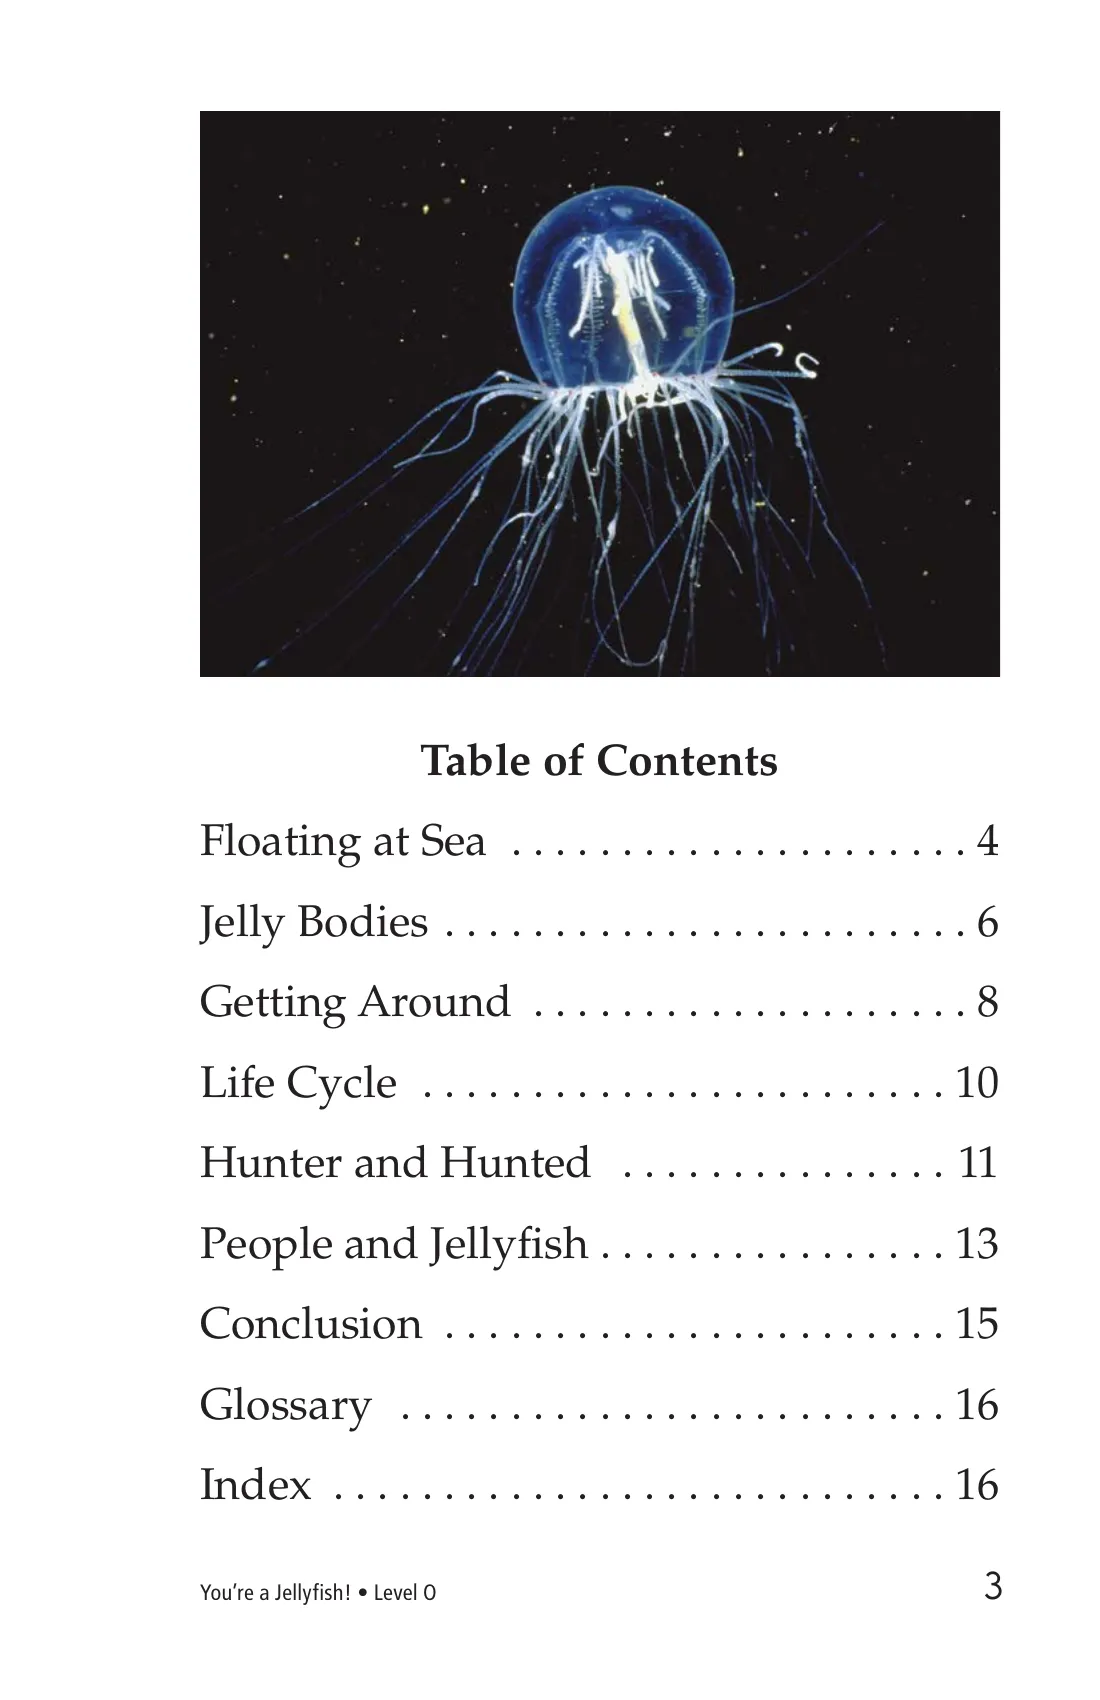 Table of Contents
Floating at Sea . . . . . . . . . . . . . . . . . . . . . 4
Jelly Bodies . . . . . . . . . . . . . . . . . . . . . . . . 6
Getting Around . . . . . . . . . . . . . . . . . . . . 8
Life Cycle . . . . . . . . . . . . . . . . . . . . . . . . 10
Hunter and Hunted . . . . . . . . . . . . . . . 11
People and Jellyfish . . . . . . . . . . . . . . . . 13
Conclusion . . . . . . . . . . . . . . . . . . . . . . . 15
Glossary . . . . . . . . . . . . . . . . . . . . . . . . . 16
Index . . . . . . . . . . . . . . . . . . . . . . . . . . . . 16
You’re a Jellyfish! • Level O 3